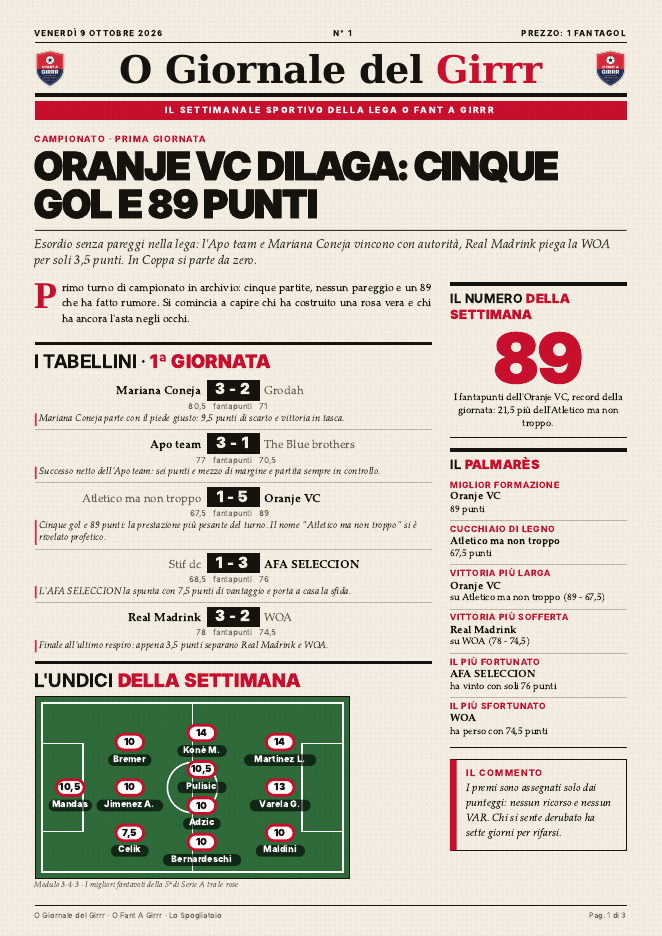 VENERDÌ 9 OTTOBRE 2026
N° 1
PREZZO: 1 FANTAGOL
O Giornale del Girrr
IL SETTIMANALE SPORTIVO DELLA LEGA O FANT A GIRRR
CAMPIONATO · PRIMA GIORNATA
ORANJE VC DILAGA: CINQUE
GOL E 89 PUNTI
Esordio senza pareggi nella lega: l'Apo team e Mariana Coneja vincono con autorità, Real Madrink piega la WOA
per soli 3,5 punti. In Coppa si parte da zero.
Primo turno di campionato in archivio: cinque partite, nessun pareggio e un 89
che ha fatto rumore. Si comincia a capire chi ha costruito una rosa vera e chi
ha ancora l'asta negli occhi.
I TABELLINI · 1ª GIORNATA
Mariana Coneja 3 - 2 Grodah
80,5 fantapunti 71
Mariana Coneja parte con il piede giusto: 9,5 punti di scarto e vittoria in tasca.
Apo team 3 - 1 The Blue brothers
77 fantapunti 70,5
Successo netto dell'Apo team: sei punti e mezzo di margine e partita sempre in controllo.
Atletico ma non troppo 1 - 5 Oranje VC
67,5 fantapunti 89
Cinque gol e 89 punti: la prestazione più pesante del turno. Il nome "Atletico ma non troppo" si è
rivelato profetico.
Stif dc 1 - 3 AFA SELECCION
68,5 fantapunti 76
L'AFA SELECCION la spunta con 7,5 punti di vantaggio e porta a casa la sfida.
Real Madrink 3 - 2 WOA
78 fantapunti 74,5
Finale all'ultimo respiro: appena 3,5 punti separano Real Madrink e WOA.
L'UNDICI DELLA SETTIMANA
10,5
Mandas
10
Bremer
10
Jimenez A.
7,5
Celik
14
Konè M.
10,5
Pulisic
10
Adzic
10
Bernardeschi
14
Martinez L.
13
Varela G.
10
Maldini
Modulo 3-4-3 · I migliori fantavoti della 5ª di Serie A tra le rose
IL NUMERO DELLA
SETTIMANA
89
I fantapunti dell'Oranje VC, record della
giornata: 21,5 più dell'Atletico ma non
troppo.
IL PALMARÈS
MIGLIOR FORMAZIONE
Oranje VC
89 punti
CUCCHIAIO DI LEGNO
Atletico ma non troppo
67,5 punti
VITTORIA PIÙ LARGA
Oranje VC
su Atletico ma non troppo (89 - 67,5)
VITTORIA PIÙ SOFFERTA
Real Madrink
su WOA (78 - 74,5)
IL PIÙ FORTUNATO
AFA SELECCION
ha vinto con soli 76 punti
IL PIÙ SFORTUNATO
WOA
ha perso con 74,5 punti
IL COMMENTO
I premi sono assegnati solo dai
punteggi: nessun ricorso e nessun
VAR. Chi si sente derubato ha
sette giorni per rifarsi.
O Giornale del Girrr · O Fant A Girrr · Lo Spogliatoio
Pag. 1 di 3